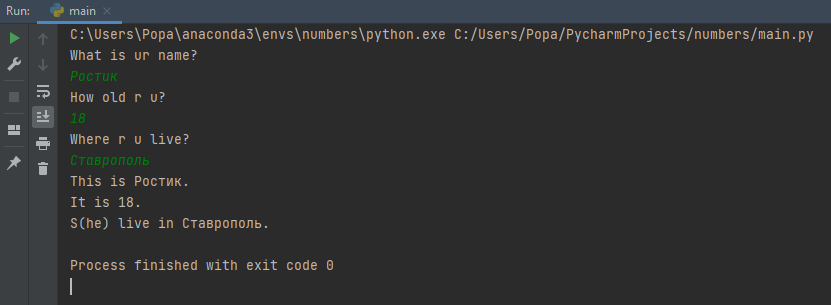 Run: main
C:\Users\Popa\anaconda3\envs\numbers\python.exe C:/Users/Popa/PycharmProjects/numbers/main.py
What is ur name?
Ростик
How old r u?
18
Where r u live?
Ставрополь
This is Ростик.
It is 18.
S(he) live in Ставрополь.
Process finished with exit code 0